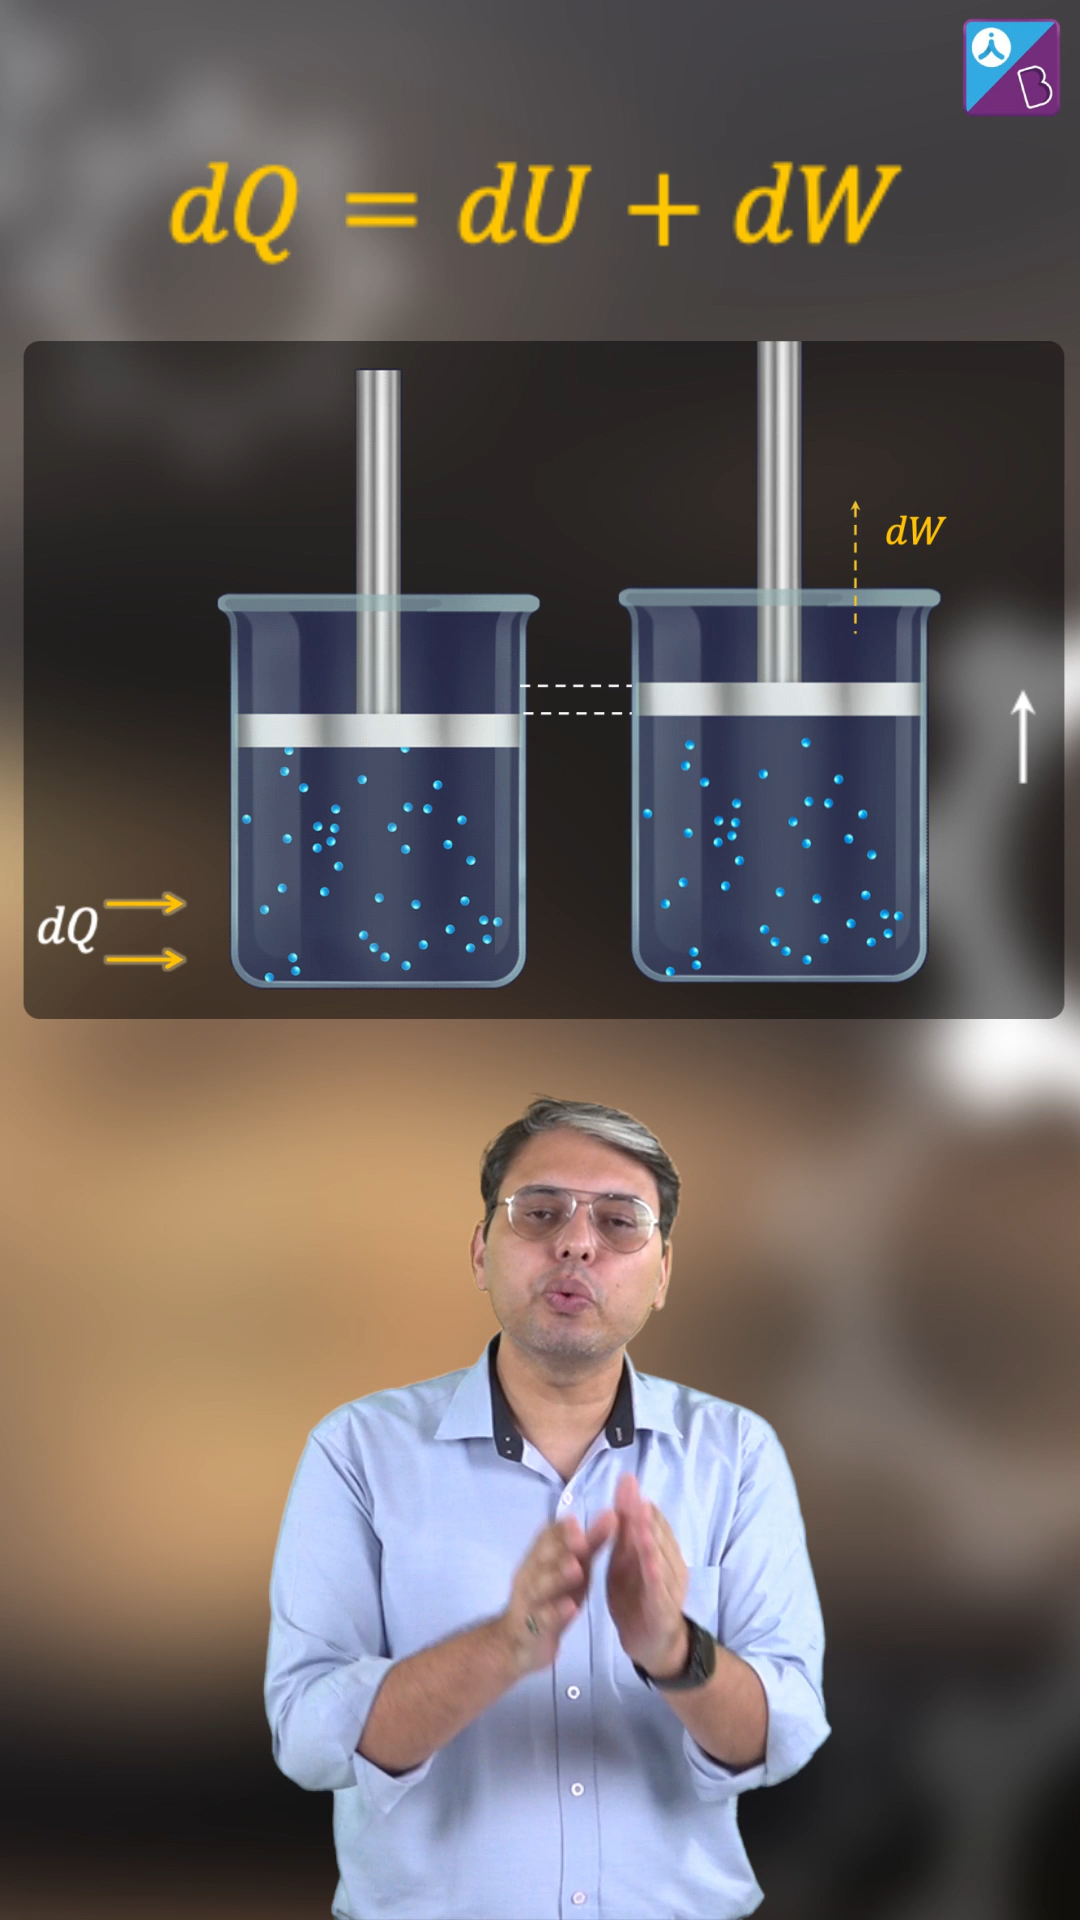 dQ = dU + dW
dW
dQ
B